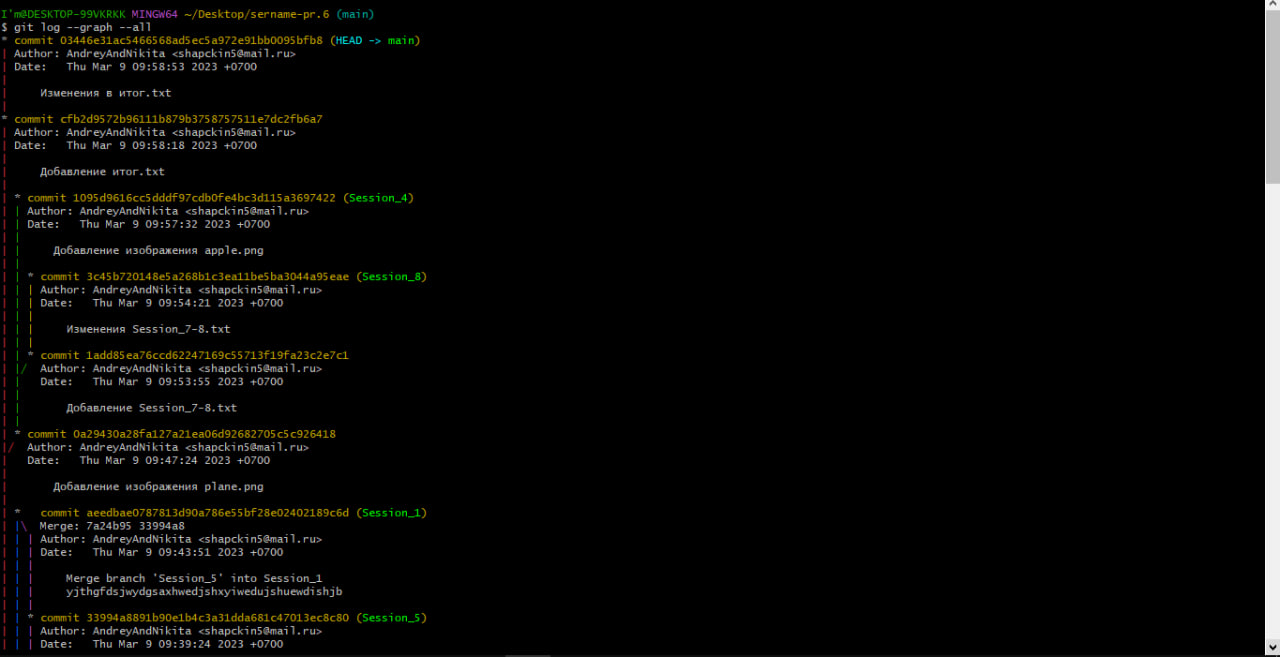 I'm@DESKTOP-99VKRKK MINGW64 ~/Desktop/sername-pr.6 (main)
$ git log --graph --all
* commit 03446e31ac5466568ad5ec5a972e91bb0095bfb8 (HEAD -> main)
| Author: AndreyAndNikita <shapckin5@mail.ru>
| Date:   Thu Mar 9 09:58:53 2023 +0700
|
|     Изменения в итог.txt
|
* commit cfb2d9572b96111b879b3758757511e7dc2fb6a7
| Author: AndreyAndNikita <shapckin5@mail.ru>
| Date:   Thu Mar 9 09:58:18 2023 +0700
|
|     Добавление итог.txt
|
| * commit 1095d9616cc5dddf97cdb0fe4bc3d115a3697422 (Session_4)
| | Author: AndreyAndNikita <shapckin5@mail.ru>
| | Date:   Thu Mar 9 09:57:32 2023 +0700
| |
| |     Добавление изображения apple.png
| |
| | * commit 3c45b720148e5a268b1c3ea11be5ba3044a95eae (Session_8)
| | | Author: AndreyAndNikita <shapckin5@mail.ru>
| | | Date:   Thu Mar 9 09:54:21 2023 +0700
| | |
| | |     Изменения Session_7-8.txt
| | |
| | * commit 1add85ea76ccd62247169c55713f19fa23c2e7c1
| |/  Author: AndreyAndNikita <shapckin5@mail.ru>
| |   Date:   Thu Mar 9 09:53:55 2023 +0700
| |
| |       Добавление Session_7-8.txt
| |
| * commit 0a29430a28fa127a21ea06d92682705c5c926418
|/  Author: AndreyAndNikita <shapckin5@mail.ru>
|   Date:   Thu Mar 9 09:47:24 2023 +0700
|
|       Добавление изображения plane.png
|
| *   commit aeedbae0787813d90a786e55bf28e02402189c6d (Session_1)
| |\  Merge: 7a24b95 33994a8
| | | Author: AndreyAndNikita <shapckin5@mail.ru>
| | | Date:   Thu Mar 9 09:43:51 2023 +0700
| | |
| | |     Merge branch 'Session_5' into Session_1
| | |     yjthgfdsjwydgsaxhwedjshxyiwedujshuewdishjb
| | |
| | * commit 33994a8891b90e1b4c3a31dda681c47013ec8c80 (Session_5)
| | | Author: AndreyAndNikita <shapckin5@mail.ru>
| | | Date:   Thu Mar 9 09:39:24 2023 +0700